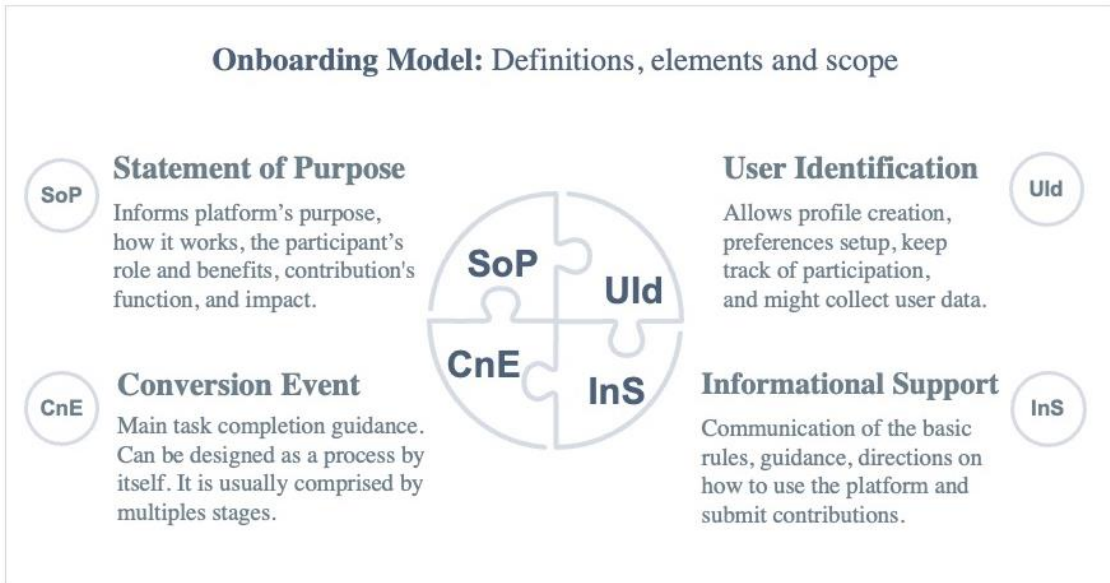 Onboarding Model: Definitions, elements and scope
SoP
Statement of Purpose
Informs platform’s purpose,
how it works, the participant’s
role and benefits, contribution's
function, and impact.
User Identification
UId
Allows profile creation,
preferences setup, keep
track of participation,
and might collect user data.
SoP
UId
CnE
InS
CnE
Conversion Event
Main task completion guidance.
Can be designed as a process by
itself. It is usually comprised by
multiples stages.
Informational Support
InS
Communication of the basic
rules, guidance, directions on
how to use the platform and
submit contributions.